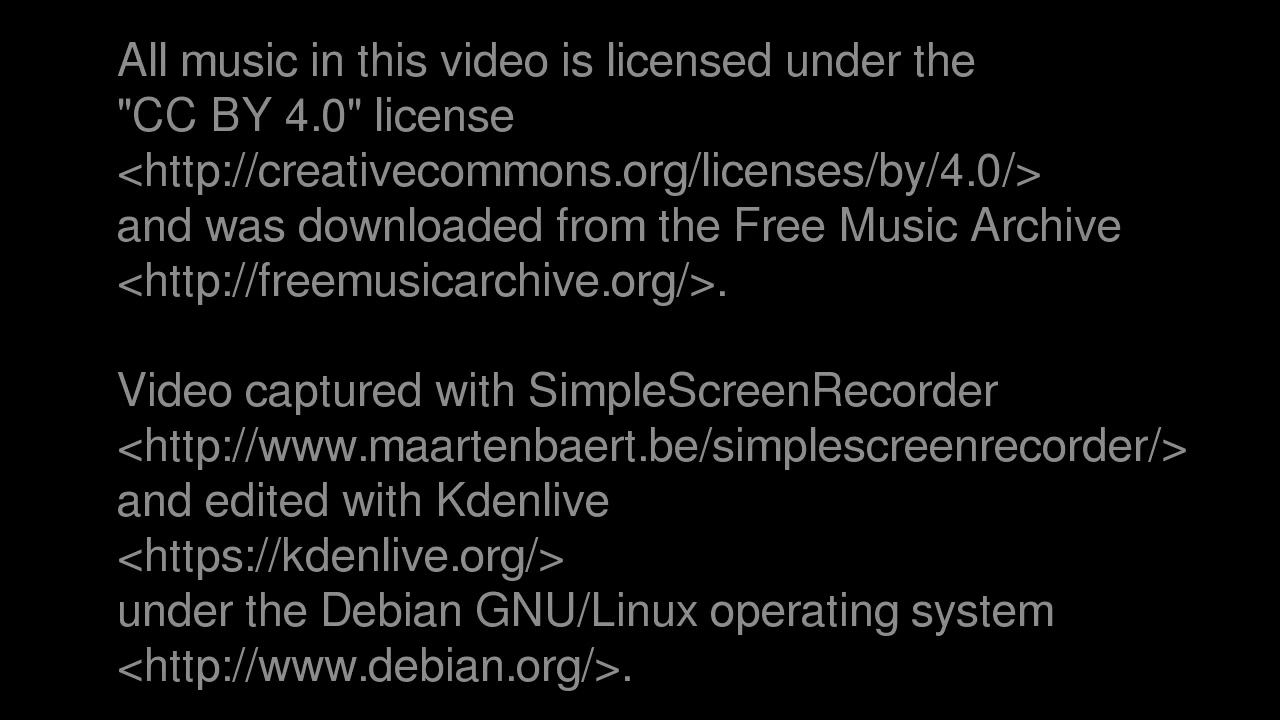 All music in this video is licensed under the
"CC BY 4.0" license
<http://creativecommons.org/licenses/by/4.0/>
and was downloaded from the Free Music Archive
<http://freemusicarchive.org/>.
Video captured with SimpleScreenRecorder
<http://www.maartenbaert.be/simplescreenrecorder/>
and edited with Kdenlive
<https://kdenlive.org/>
under the Debian GNU/Linux operating system
<http://www.debian.org/>.